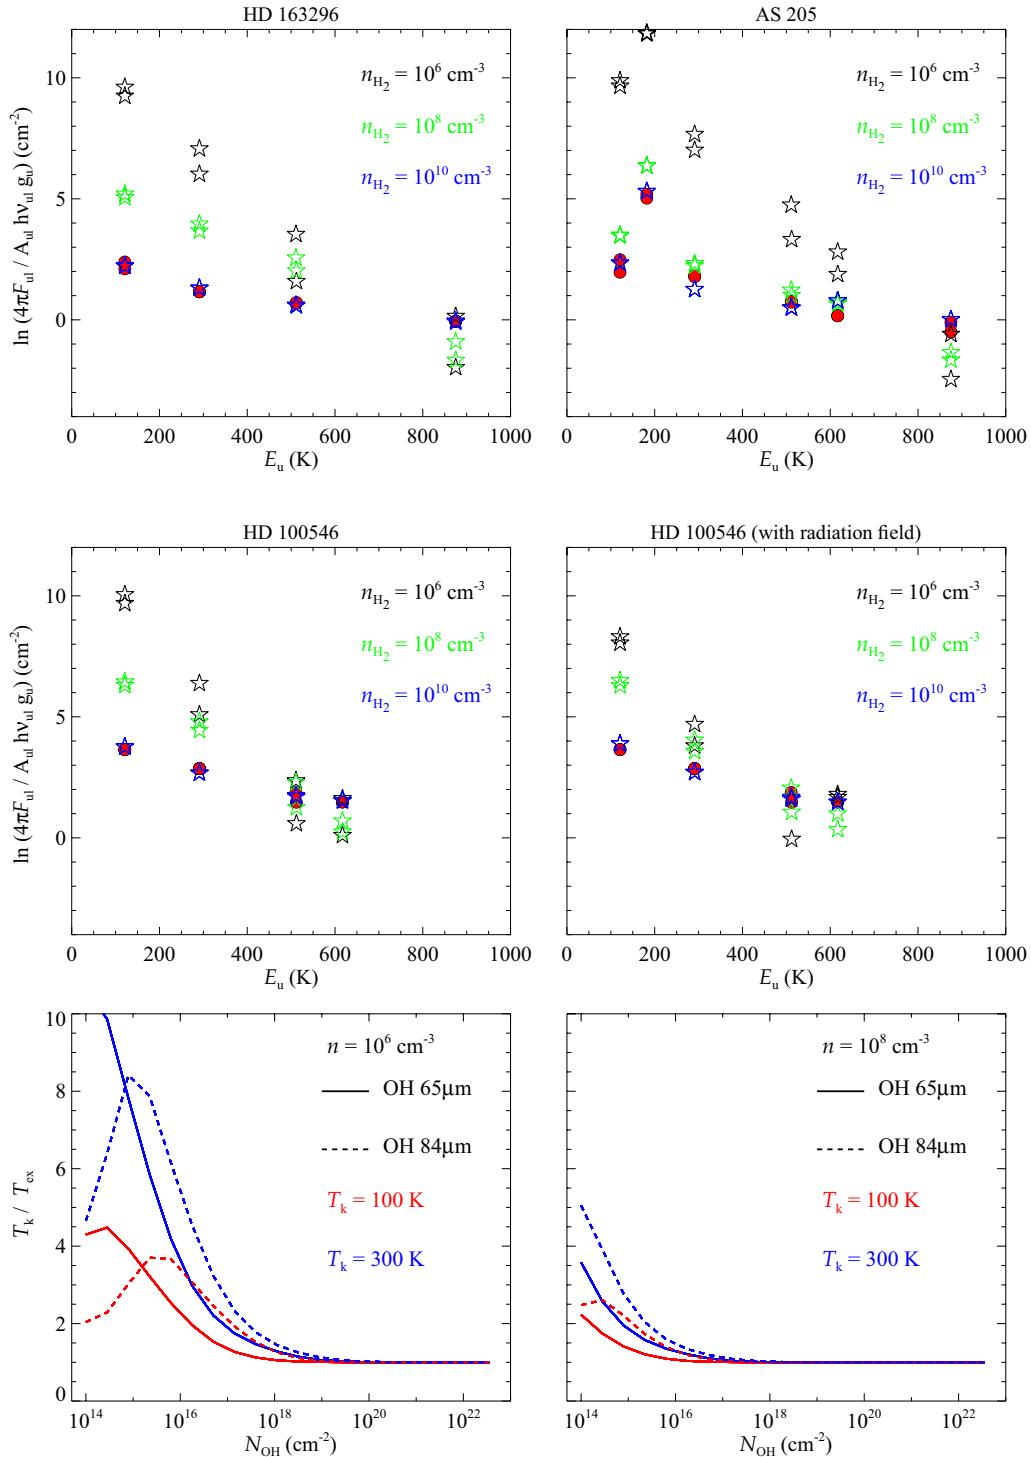 HD 163296
ln (4πF_ul / A_ul hν_ul g_u) (cm^-2)
10
5
0
n_H2 = 10^6 cm^-3
n_H2 = 10^8 cm^-3
n_H2 = 10^10 cm^-3
0 200 400 600 800 1000
E_u (K)
AS 205
10
5
0
n_H2 = 10^6 cm^-3
n_H2 = 10^8 cm^-3
n_H2 = 10^10 cm^-3
0 200 400 600 800 1000
E_u (K)
HD 100546
ln (4πF_ul / A_ul hν_ul g_u) (cm^-2)
10
5
0
n_H2 = 10^6 cm^-3
n_H2 = 10^8 cm^-3
n_H2 = 10^10 cm^-3
0 200 400 600 800 1000
E_u (K)
HD 100546 (with radiation field)
10
5
0
n_H2 = 10^6 cm^-3
n_H2 = 10^8 cm^-3
n_H2 = 10^10 cm^-3
0 200 400 600 800 1000
E_u (K)
T_k / T_ex
10
8
6
4
2
0
n = 10^6 cm^-3
OH 65µm
OH 84µm
T_k = 100 K
T_k = 300 K
10^14 10^16 10^18 10^20 10^22
N_OH (cm^-2)
n = 10^8 cm^-3
OH 65µm
OH 84µm
T_k = 100 K
T_k = 300 K
10^14 10^16 10^18 10^20 10^22
N_OH (cm^-2)